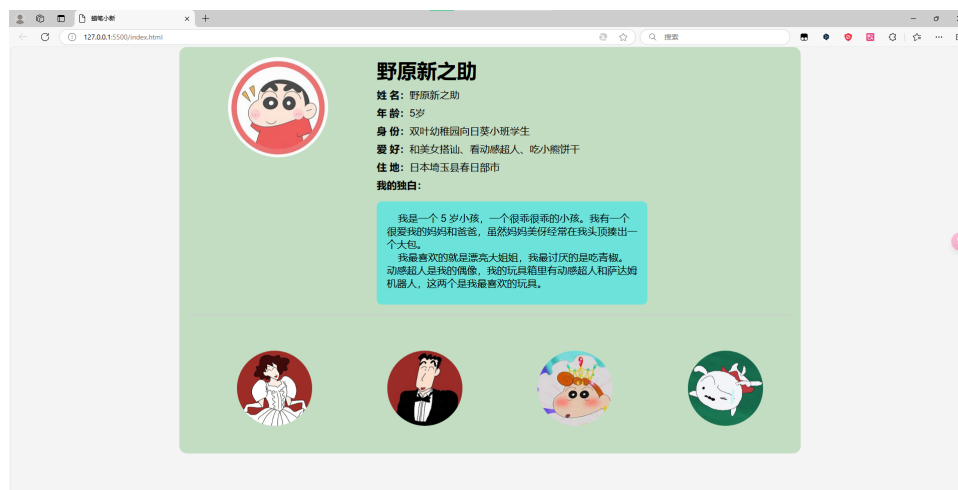 蜡笔小新
127.0.0.1:5500/index.html
搜索
野原新之助
姓 名：野原新之助
年 龄：5岁
身 份：双叶幼稚园向日葵小班学生
爱 好：和美女搭讪、看动感超人、吃小熊饼干
住 地：日本埼玉县春日部市
我的独白：
我是一个 5 岁小孩，一个很乖很乖的小孩。我有一个
很爱我的妈妈和爸爸，虽然妈妈美伢经常在我头顶揍出一
个大包。
我最喜欢的就是漂亮大姐姐，我最讨厌的是吃青椒。
动感超人是我的偶像，我的玩具箱里有动感超人和萨达姆
机器人，这两个是我最喜欢的玩具。